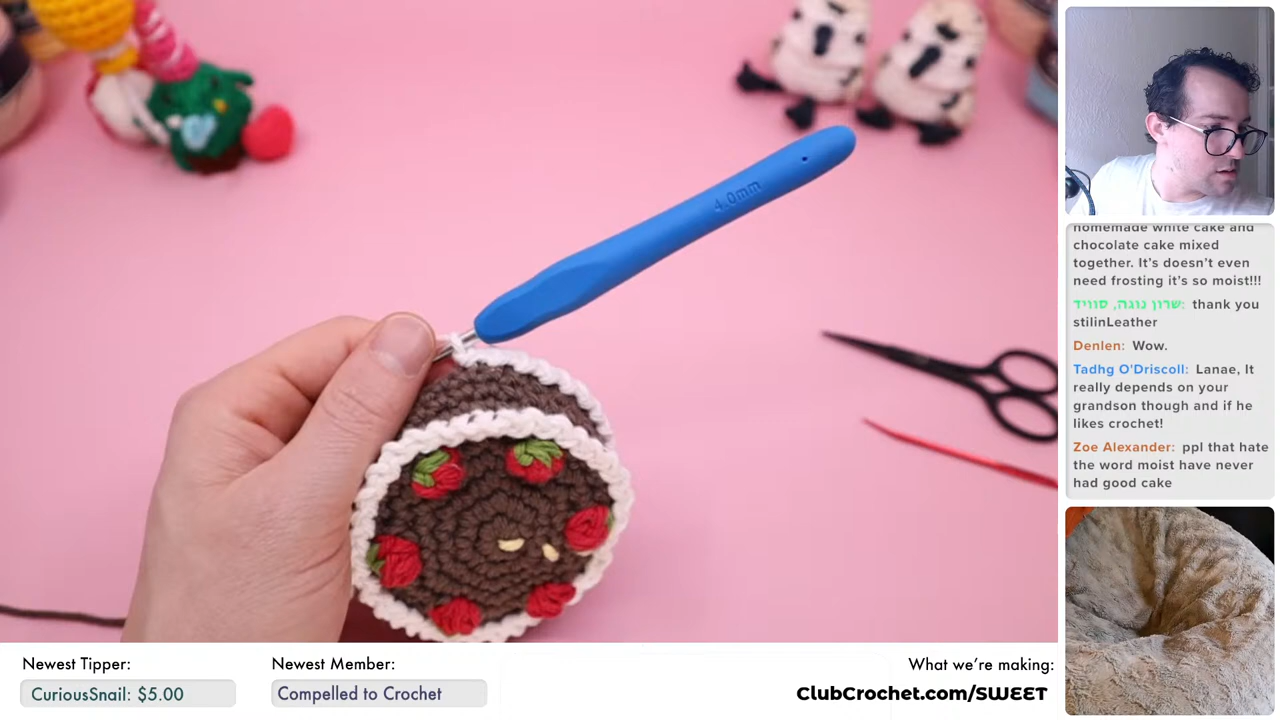 4.0mm
homemade white cake and
chocolate cake mixed
together. It's doesn't even
need frosting it's so moist!!!
שרון נוגה, סוויד: thank you
stilinLeather
Denlen: Wow.
Tadhg O'Driscoll: Lanae, It
really depends on your
grandson though and if he
likes crochet!
Zoe Alexander: ppl that hate
the word moist have never
had good cake
Newest Tipper:
CuriousSnail: $5.00
Newest Member:
Compelled to Crochet
What we're making:
ClubCrochet.com/SWEET